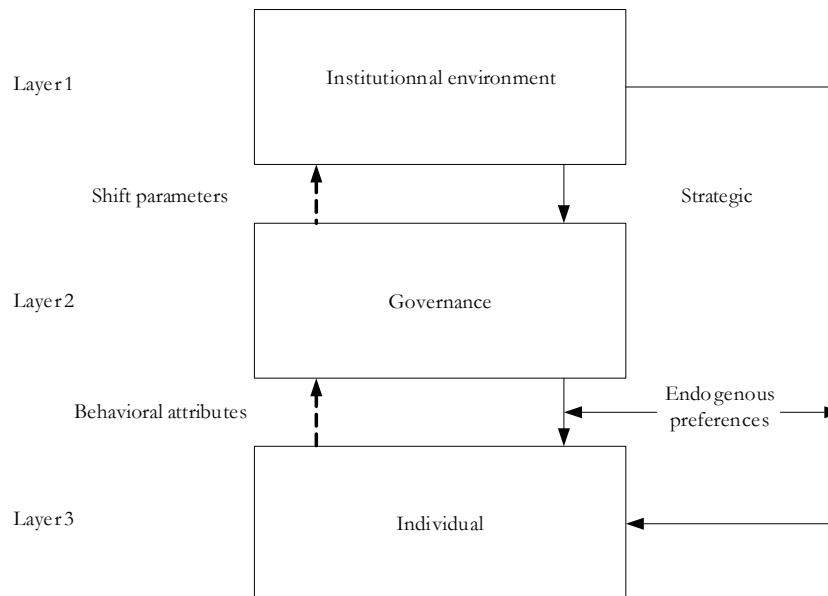 Institutionnal environment
Layer 1
Shift parameters
Strategic
Layer 2
Governance
Behavioral attributes
Endogenous
preferences
Layer 3
Individual